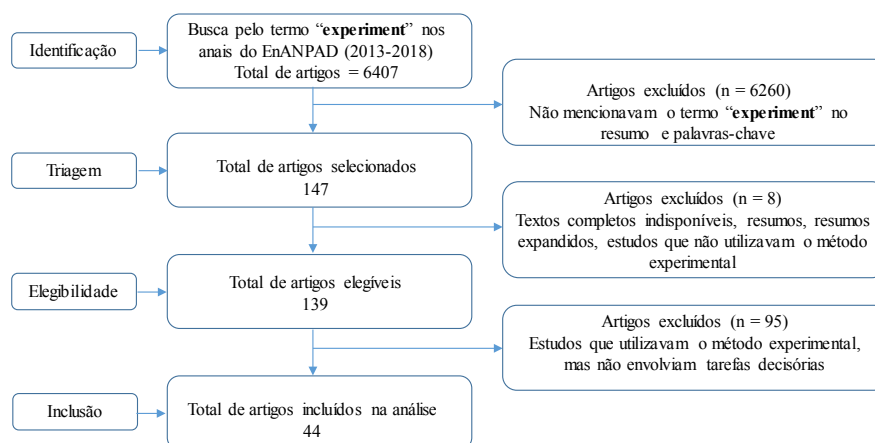 Identificação
Busca pelo termo “experiment” nos
anais do EnANPAD (2013-2018)
Total de artigos = 6407
Artigos excluídos (n = 6260)
Não mencionavam o termo “experiment” no
resumo e palavras-chave
Triagem
Total de artigos selecionados
147
Artigos excluídos (n = 8)
Textos completos indisponíveis, resumos, resumos
expandidos, estudos que não utilizavam o método
experimental
Elegibilidade
Total de artigos elegíveis
139
Artigos excluídos (n = 95)
Estudos que utilizavam o método experimental,
mas não envolviam tarefas decisórias
Inclusão
Total de artigos incluídos na análise
44